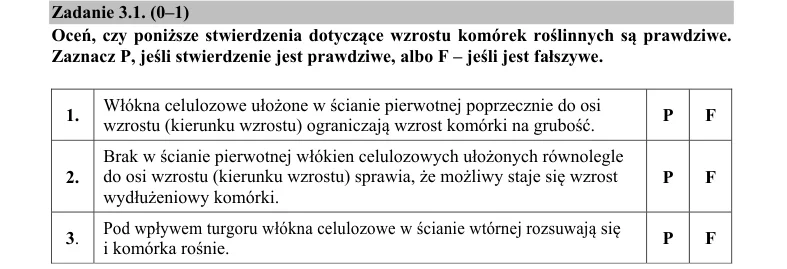 Zadanie 3.1. (0–1)
Oceń, czy poniższe stwierdzenia dotyczące wzrostu komórek roślinnych są prawdziwe.
Zaznacz P, jeśli stwierdzenie jest prawdziwe, albo F – jeśli jest fałszywe.
1. Włókna celulozowe ułożone w ścianie pierwotnej poprzecznie do osi
wzrostu (kierunku wzrostu) ograniczają wzrost komórki na grubość. P F
Brak w ścianie pierwotnej włókien celulozowych ułożonych równolegle
2. do osi wzrostu (kierunku wzrostu) sprawia, że możliwy staje się wzrost P F
wydłużeniowy komórki.
3. Pod wpływem turgoru włókna celulozowe w ścianie wtórnej rozsuwają się
i komórka rośnie. P F